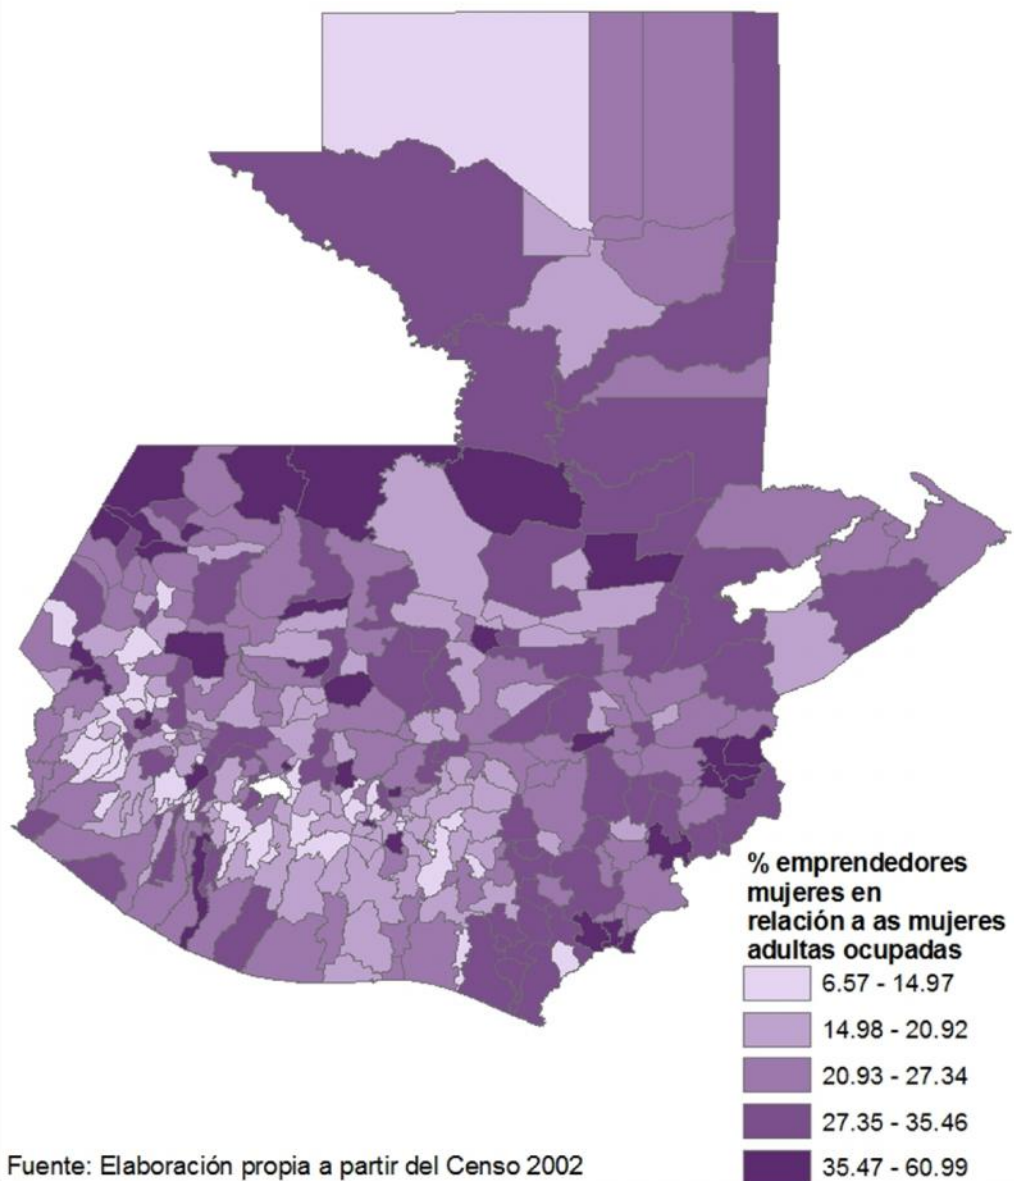 % emprendedores
mujeres en
relación a as mujeres
adultas ocupadas
6.57 - 14.97
14.98 - 20.92
20.93 - 27.34
27.35 - 35.46
35.47 - 60.99
Fuente: Elaboración propia a partir del Censo 2002